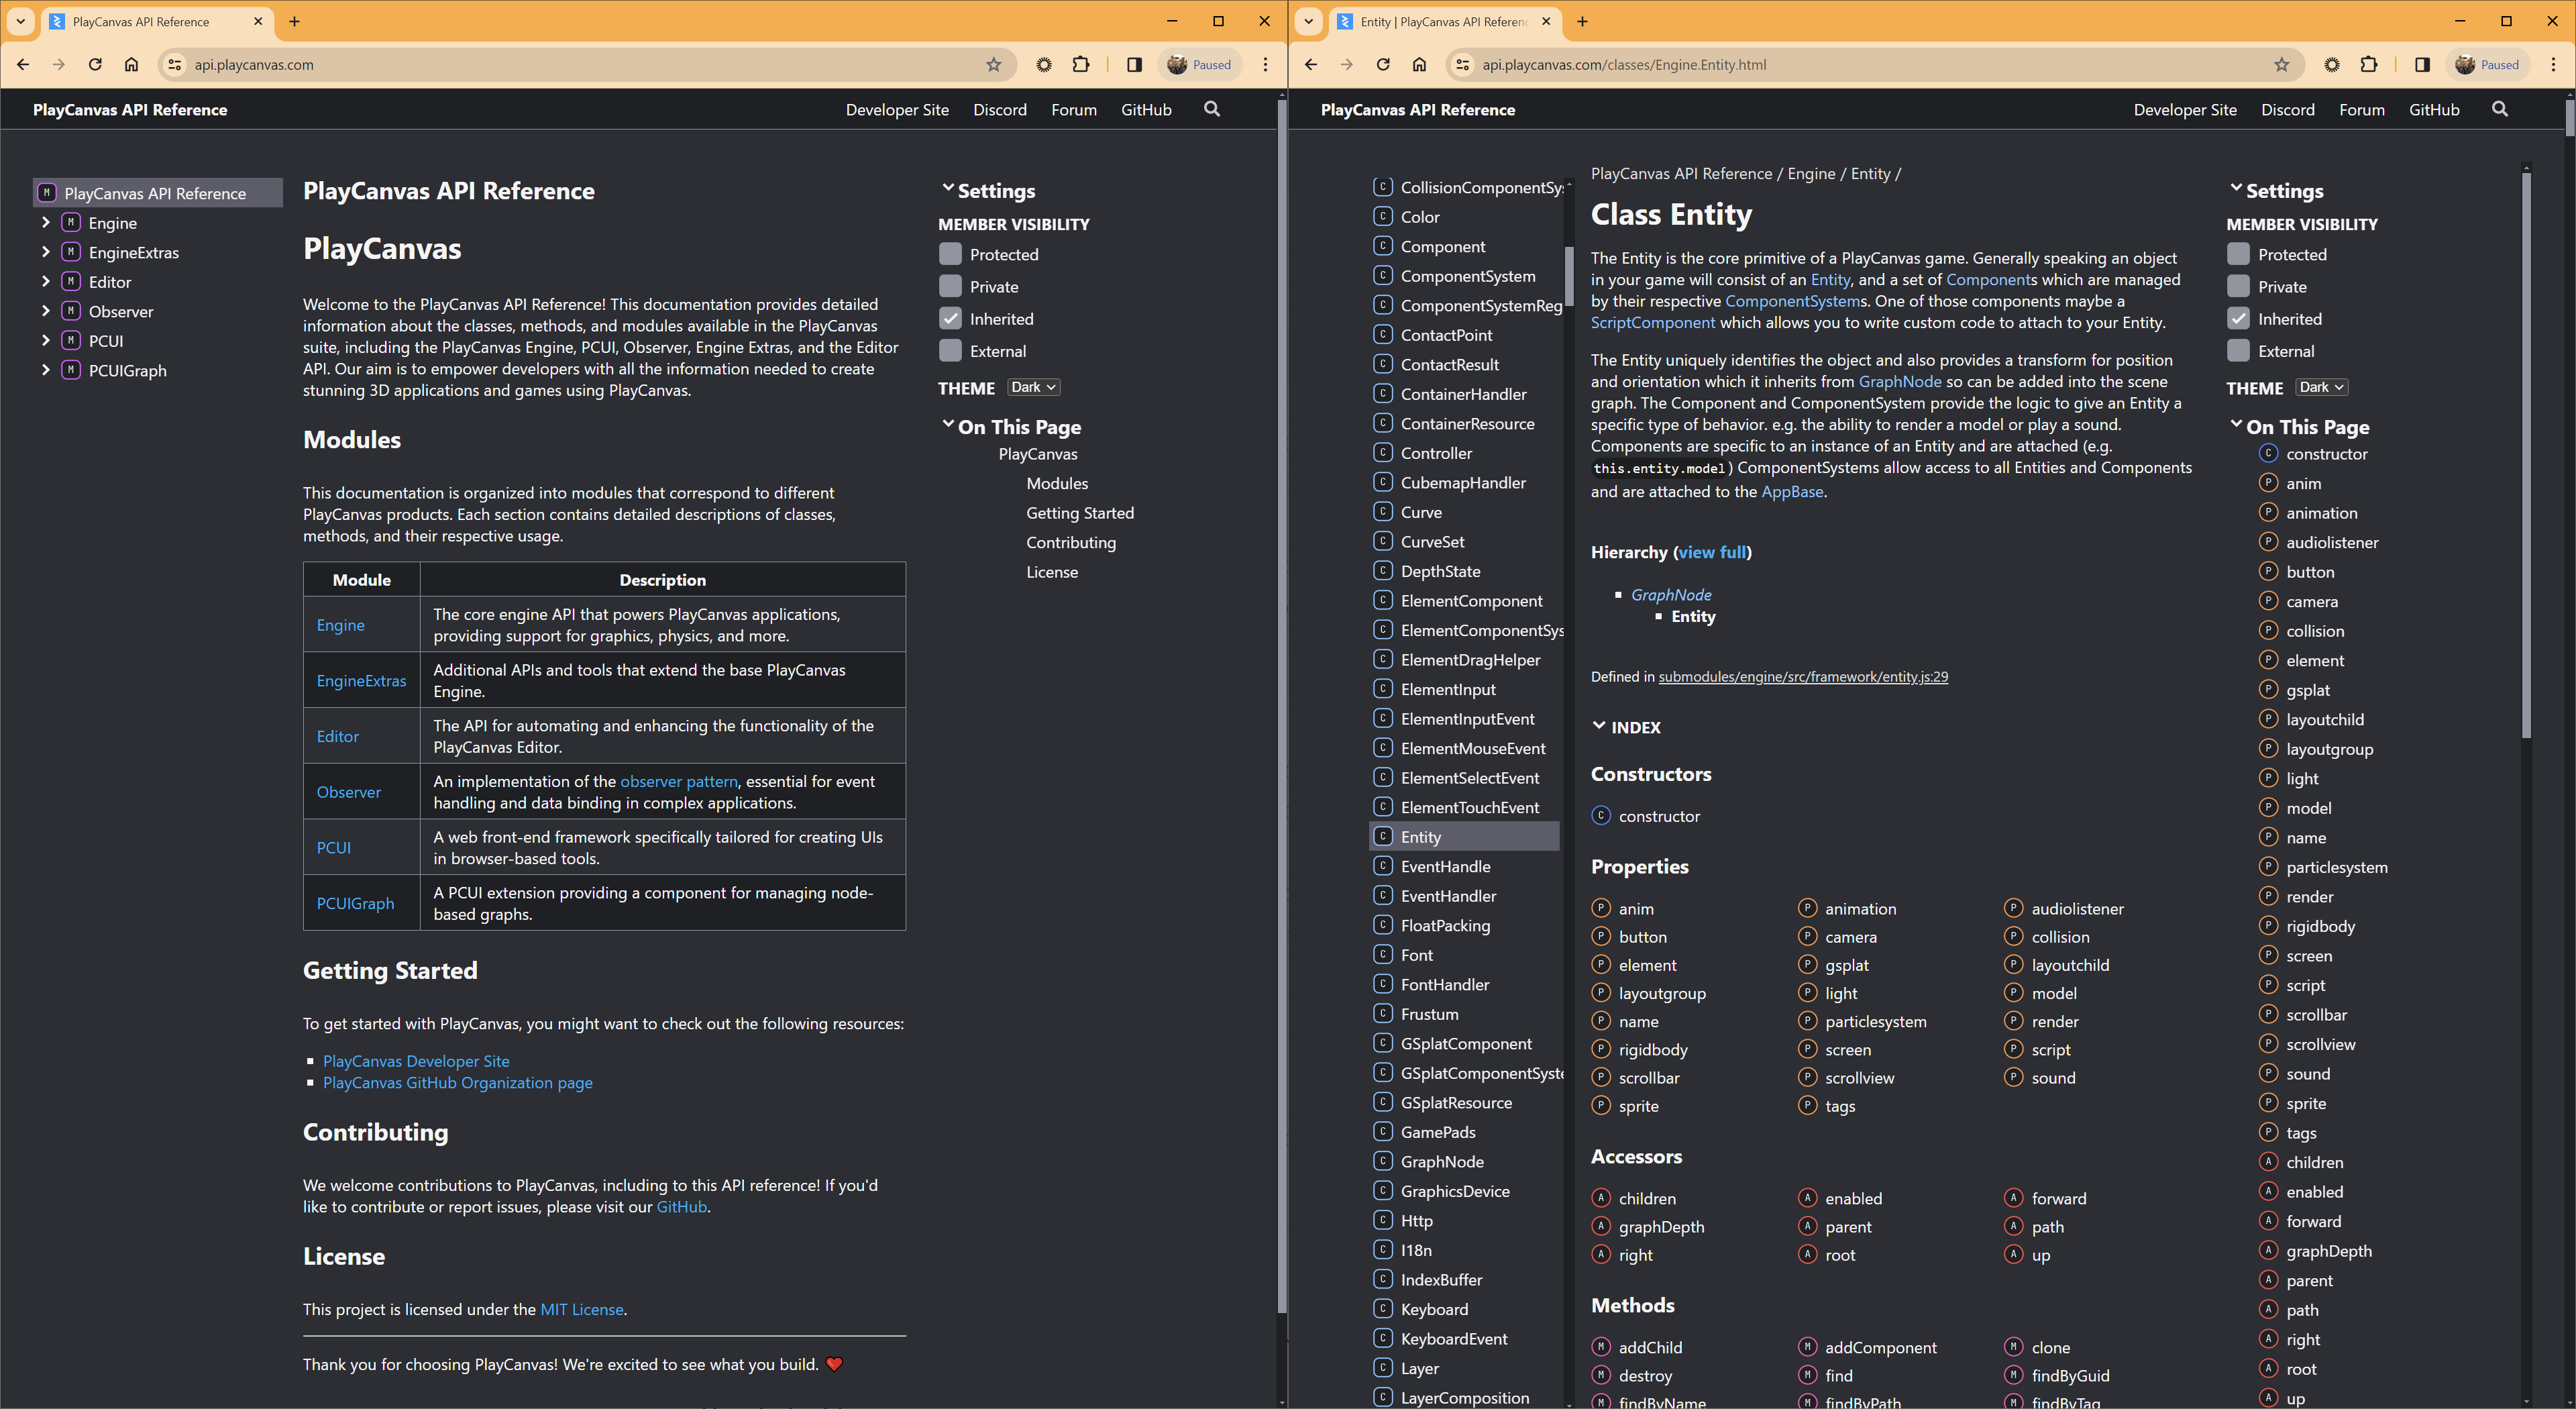 PlayCanvas API Reference
api.playcanvas.com
Paused
PlayCanvas API Reference
Developer Site
Discord
Forum
GitHub
M PlayCanvas API Reference
M Engine
M EngineExtras
M Editor
M Observer
M PCUI
M PCUIGraph
PlayCanvas API Reference
PlayCanvas
Welcome to the PlayCanvas API Reference! This documentation provides detailed
information about the classes, methods, and modules available in the PlayCanvas
suite, including the PlayCanvas Engine, PCUI, Observer, Engine Extras, and the Editor
API. Our aim is to empower developers with all the information needed to create
stunning 3D applications and games using PlayCanvas.
Modules
This documentation is organized into modules that correspond to different
PlayCanvas products. Each section contains detailed descriptions of classes,
methods, and their respective usage.
Module Description
Engine
The core engine API that powers PlayCanvas applications,
providing support for graphics, physics, and more.
EngineExtras
Additional APIs and tools that extend the base PlayCanvas
Engine.
Editor
The API for automating and enhancing the functionality of the
PlayCanvas Editor.
Observer
An implementation of the observer pattern, essential for event
handling and data binding in complex applications.
PCUI
A web front-end framework specifically tailored for creating UIs
in browser-based tools.
PCUIGraph
A PCUI extension providing a component for managing node-
based graphs.
Getting Started
To get started with PlayCanvas, you might want to check out the following resources:
PlayCanvas Developer Site
PlayCanvas GitHub Organization page
Contributing
We welcome contributions to PlayCanvas, including to this API reference! If you'd
like to contribute or report issues, please visit our GitHub.
License
This project is licensed under the MIT License.
Thank you for choosing PlayCanvas! We're excited to see what you build. ❤️
Settings
MEMBER VISIBILITY
Protected
Private
Inherited
External
THEME Dark
On This Page
PlayCanvas
Modules
Getting Started
Contributing
License
Entity | PlayCanvas API Referenc
api.playcanvas.com/classes/Engine.Entity.html
Paused
PlayCanvas API Reference
Developer Site
Discord
Forum
GitHub
C CollisionComponentSys
C Color
C Component
C ComponentSystem
C ComponentSystemReg
C ContactPoint
C ContactResult
C ContainerHandler
C ContainerResource
C Controller
C CubemapHandler
C Curve
C CurveSet
C DepthState
C ElementComponent
C ElementComponentSys
C ElementDragHelper
C ElementInput
C ElementInputEvent
C ElementMouseEvent
C ElementSelectEvent
C ElementTouchEvent
C Entity
C EventHandle
C EventHandler
C FloatPacking
C Font
C FontHandler
C Frustum
C GSplatComponent
C GSplatComponentSyste
C GSplatResource
C GamePads
C GraphNode
C GraphicsDevice
C Http
C I18n
C IndexBuffer
C Keyboard
C KeyboardEvent
C Layer
C LayerComposition
PlayCanvas API Reference / Engine / Entity /
Class Entity
The Entity is the core primitive of a PlayCanvas game. Generally speaking an object
in your game will consist of an Entity, and a set of Components which are managed
by their respective ComponentSystems. One of those components maybe a
ScriptComponent which allows you to write custom code to attach to your Entity.
The Entity uniquely identifies the object and also provides a transform for position
and orientation which it inherits from GraphNode so can be added into the scene
graph. The Component and ComponentSystem provide the logic to give an Entity a
specific type of behavior. e.g. the ability to render a model or play a sound.
Components are specific to an instance of an Entity and are attached (e.g.
this.entity.model) ComponentSystems allow access to all Entities and Components
and are attached to the AppBase.
Hierarchy (view full)
GraphNode
Entity
Defined in submodules/engine/src/framework/entity.js:29
INDEX
Constructors
C constructor
Properties
P anim P animation P audiolistener
P button P camera P collision
P element P gsplat P layoutchild
P layoutgroup P light P model
P name P particlesystem P render
P rigidbody P screen P script
P scrollbar P scrollview P sound
P sprite P tags
Accessors
A children A enabled A forward
A graphDepth A parent A path
A right A root A up
Methods
M addChild M addComponent M clone
M destroy M find M findByGuid
M findByName M findByPath M findByTag
Settings
MEMBER VISIBILITY
Protected
Private
Inherited
External
THEME Dark
On This Page
C constructor
P anim
P animation
P audiolistener
P button
P camera
P collision
P element
P gsplat
P layoutchild
P layoutgroup
P light
P model
P name
P particlesystem
P render
P rigidbody
P screen
P script
P scrollbar
P scrollview
P sound
P sprite
P tags
A children
A enabled
A forward
A graphDepth
A parent
A path
A right
A root
A up